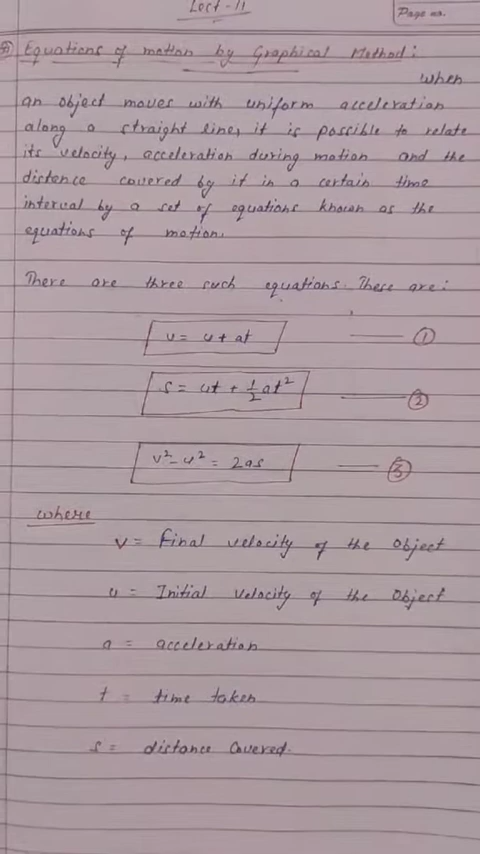 Lect-11
Page no.
Equations of motion by Graphical Method:
when
an object moves with uniform acceleration
along a straight line, it is possible to relate
its velocity, acceleration during motion and the
distance covered by it in a certain time
interval by a set of equations known as the
equations of motion.
There are three such equations. These are:
v = u + at ①
s = ut + 1/2 at² ②
v² - u² = 2as ③
where
v = Final velocity of the object
u = Initial velocity of the object
a = acceleration
t = time taken
s = distance covered.